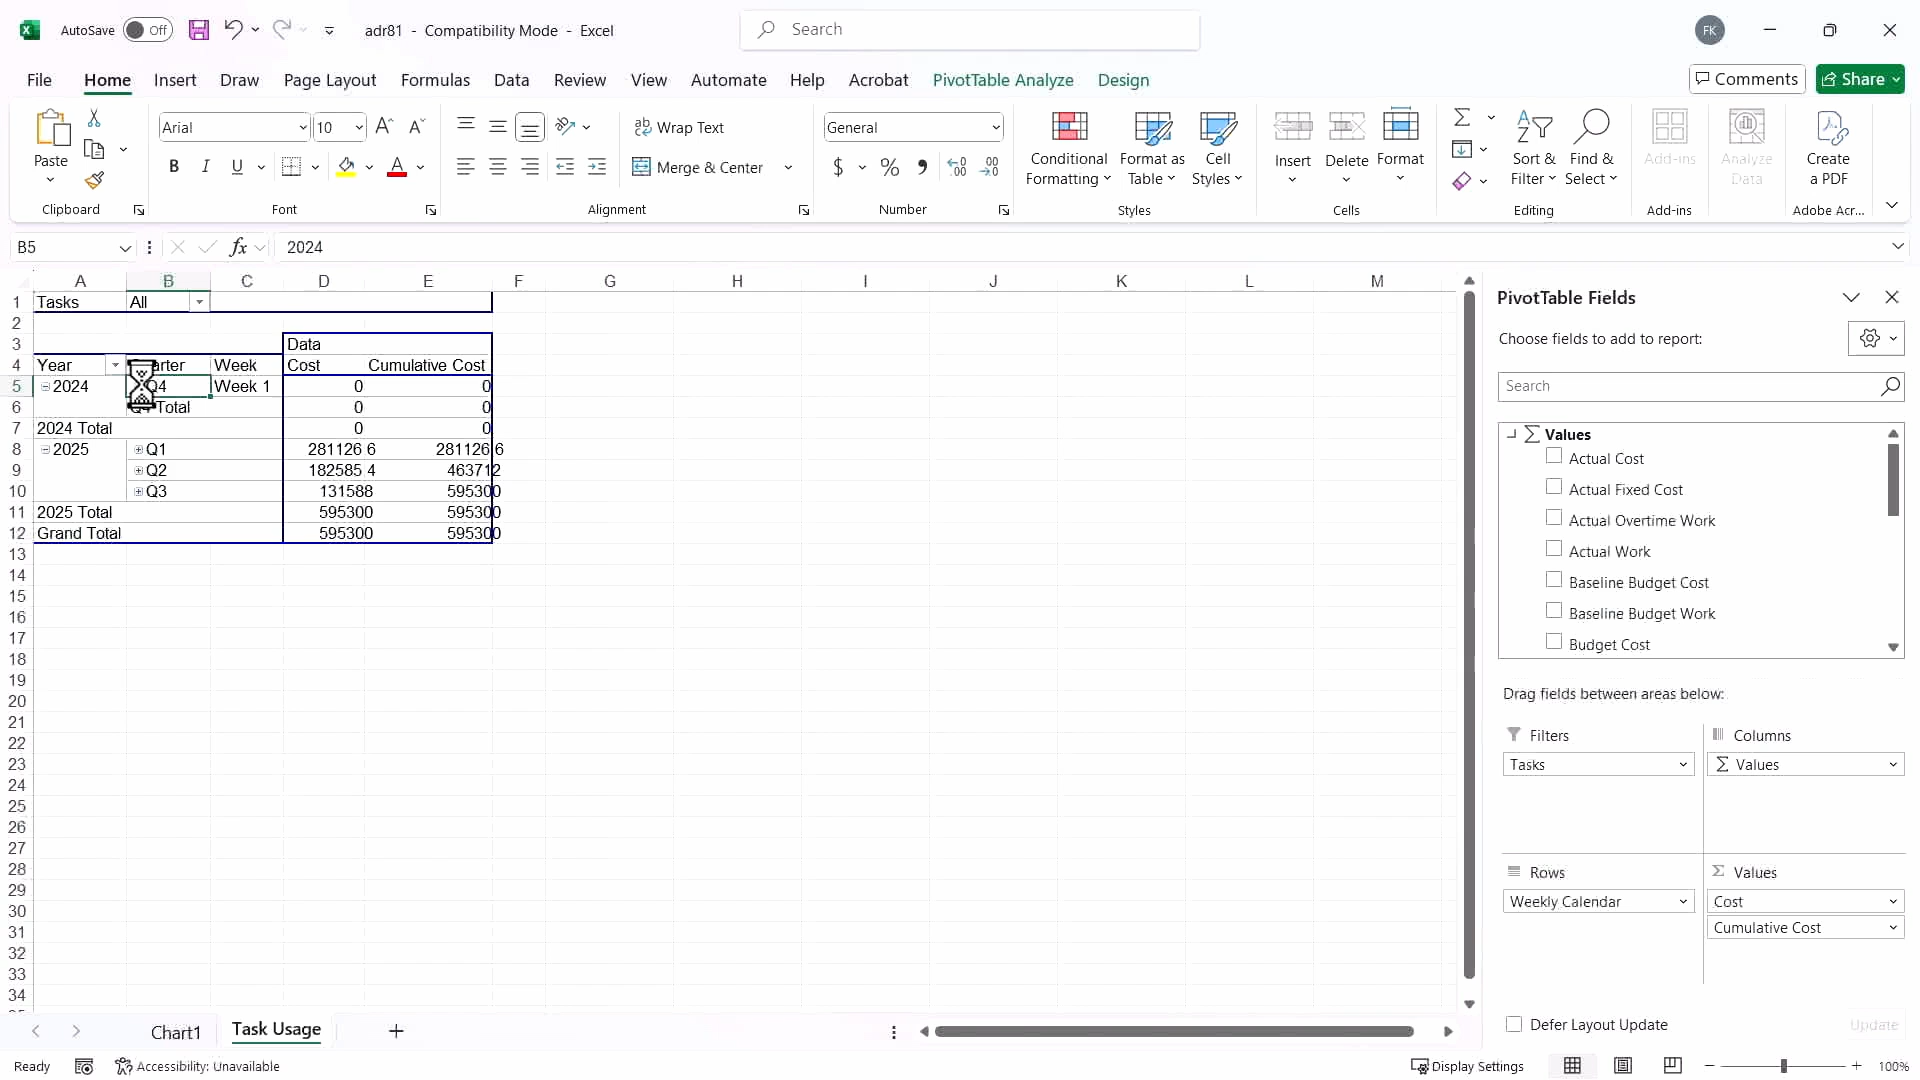 AutoSave Off adr81 - Compatibility Mode - Excel Search FK
File Home Insert Draw Page Layout Formulas Data Review View Automate Help Acrobat PivotTable Analyze Design Comments Share
Paste Arial 10 Wrap Text General Conditional Formatting Format as Table Cell Styles Insert Delete Format Sort & Filter Find & Select Add-ins Analyze Data Create a PDF
B I U Merge & Center $ %
Clipboard Font Alignment Number Styles Cells Editing Add-ins Adobe Acr...
B5 fx 2024
A B C D E F G H I J K L M
1 Tasks All
2
3 Data
4 Year Week Cost Cumulative Cost
5 2024 Q4 Week 1 0 0
6 Total 0 0
7 2024 Total 0 0
8 2025 Q1 281126 6 281126 6
9 Q2 182585 4 463712
10 Q3 131588 595300
11 2025 Total 595300 595300
12 Grand Total 595300 595300
13
14
15
16
17
18
19
20
21
22
23
24
25
26
27
28
29
30
31
32
33
34
PivotTable Fields
Choose fields to add to report:
Search
Σ Values
Actual Cost
Actual Fixed Cost
Actual Overtime Work
Actual Work
Baseline Budget Cost
Baseline Budget Work
Budget Cost
Drag fields between areas below:
Filters Columns
Tasks Σ Values
Rows Σ Values
Weekly Calendar Cost
Cumulative Cost
Defer Layout Update Update
Chart1 Task Usage
Ready Accessibility: Unavailable Display Settings 100%